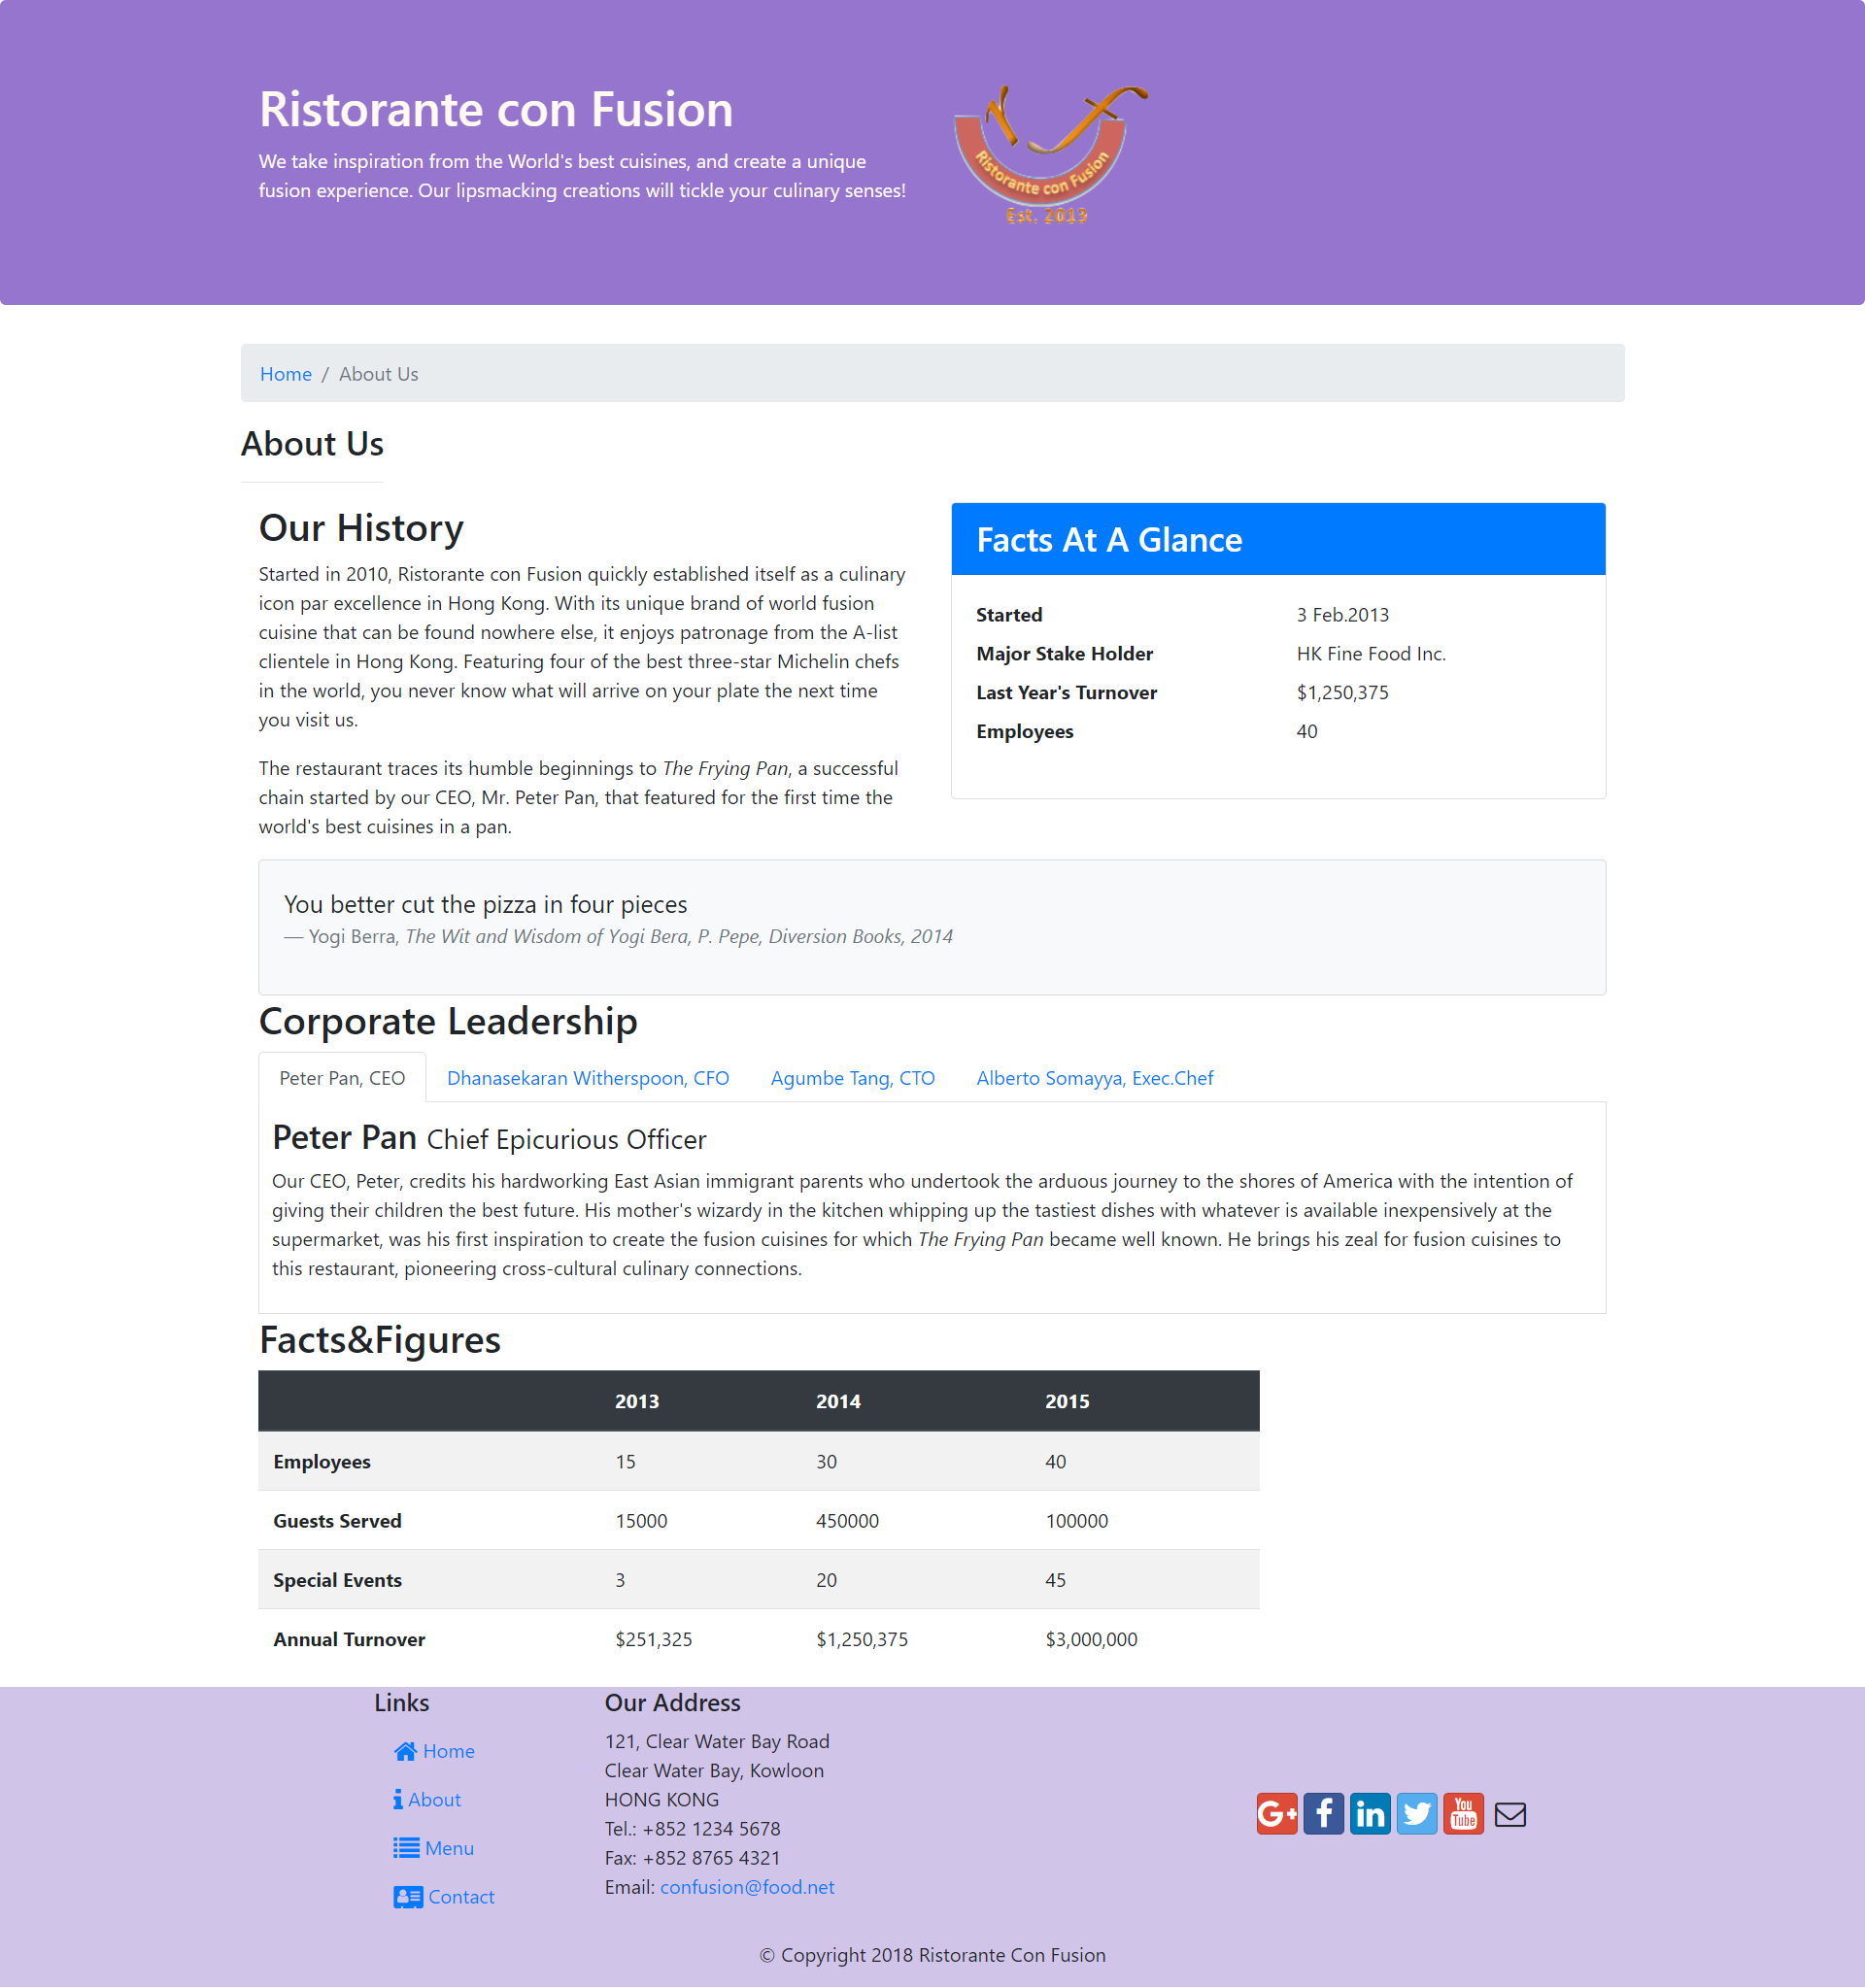 Ristorante con Fusion
We take inspiration from the World's best cuisines, and create a unique
fusion experience. Our lipsmacking creations will tickle your culinary senses!
Ristorante con Fusion
Est. 2013
Home / About Us
About Us
Our History
Started in 2010, Ristorante con Fusion quickly established itself as a culinary
icon par excellence in Hong Kong. With its unique brand of world fusion
cuisine that can be found nowhere else, it enjoys patronage from the A-list
clientele in Hong Kong. Featuring four of the best three-star Michelin chefs
in the world, you never know what will arrive on your plate the next time
you visit us.
The restaurant traces its humble beginnings to The Frying Pan, a successful
chain started by our CEO, Mr. Peter Pan, that featured for the first time the
world's best cuisines in a pan.
Facts At A Glance
Started 3 Feb.2013
Major Stake Holder HK Fine Food Inc.
Last Year's Turnover $1,250,375
Employees 40
You better cut the pizza in four pieces
— Yogi Berra, The Wit and Wisdom of Yogi Bera, P. Pepe, Diversion Books, 2014
Corporate Leadership
Peter Pan, CEO Dhanasekaran Witherspoon, CFO Agumbe Tang, CTO Alberto Somayya, Exec.Chef
Peter Pan Chief Epicurious Officer
Our CEO, Peter, credits his hardworking East Asian immigrant parents who undertook the arduous journey to the shores of America with the intention of
giving their children the best future. His mother's wizardy in the kitchen whipping up the tastiest dishes with whatever is available inexpensively at the
supermarket, was his first inspiration to create the fusion cuisines for which The Frying Pan became well known. He brings his zeal for fusion cuisines to
this restaurant, pioneering cross-cultural culinary connections.
Facts&Figures
2013 2014 2015
Employees 15 30 40
Guests Served 15000 450000 100000
Special Events 3 20 45
Annual Turnover $251,325 $1,250,375 $3,000,000
Links
Home
About
Menu
Contact
Our Address
121, Clear Water Bay Road
Clear Water Bay, Kowloon
HONG KONG
Tel.: +852 1234 5678
Fax: +852 8765 4321
Email: confusion@food.net
G+ f in You Tube
© Copyright 2018 Ristorante Con Fusion